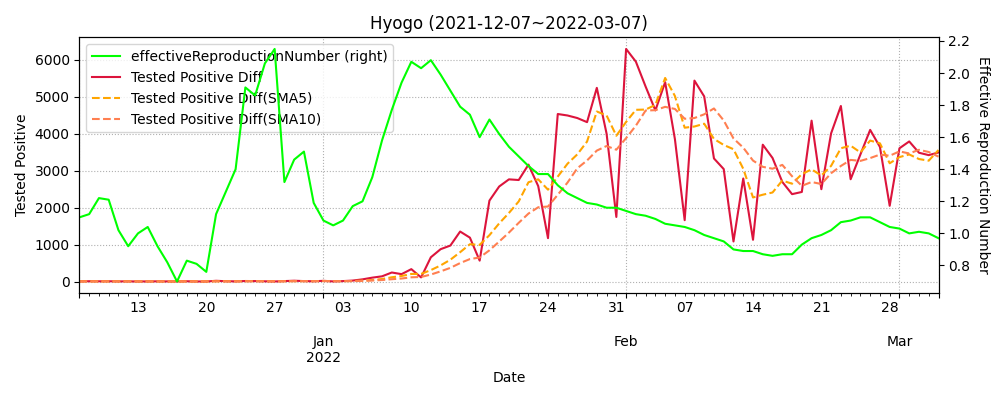 Hyogo (2021-12-07~2022-03-07)
effectiveReproductionNumber (right)
Tested Positive Diff
Tested Positive Diff(SMA5)
Tested Positive Diff(SMA10)
Tested Positive
6000
5000
4000
3000
2000
1000
0
2.2
2.0
1.8
1.6
1.4
1.2
1.0
0.8
Effective Reproduction Number
13 20 27 03 10 17 24 31 07 14 21 28
Jan Feb Mar
2022
Date